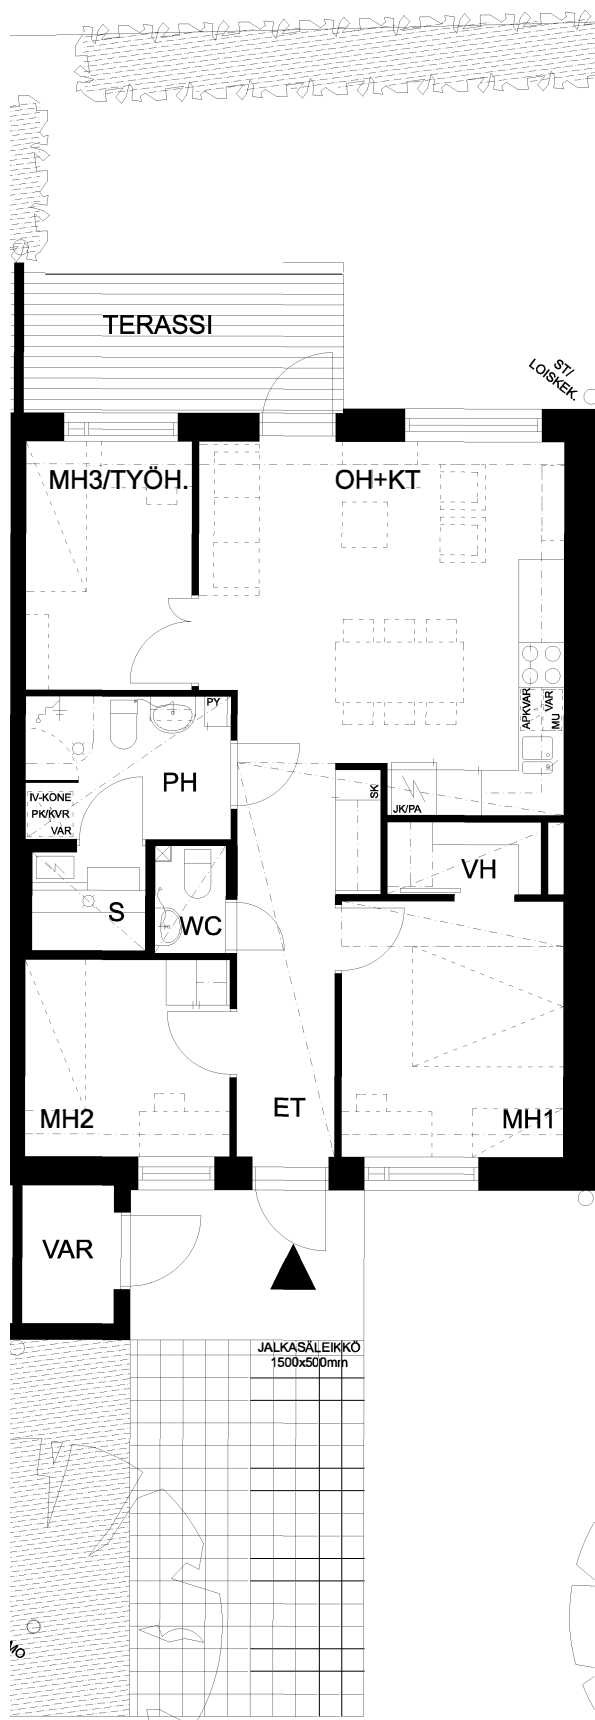 TERASSI
ST/
LOISKEK.
MH3/TYÖH.
OH+KT
PY
APKVAR
VAR
MU
PH
SK
JK/PA
IV-KONE
PK/KVR
VAR
VH
S
WC
MH2
ET
MH1
VAR
JALKASÄLEIKKÖ
1500x500mm
MO